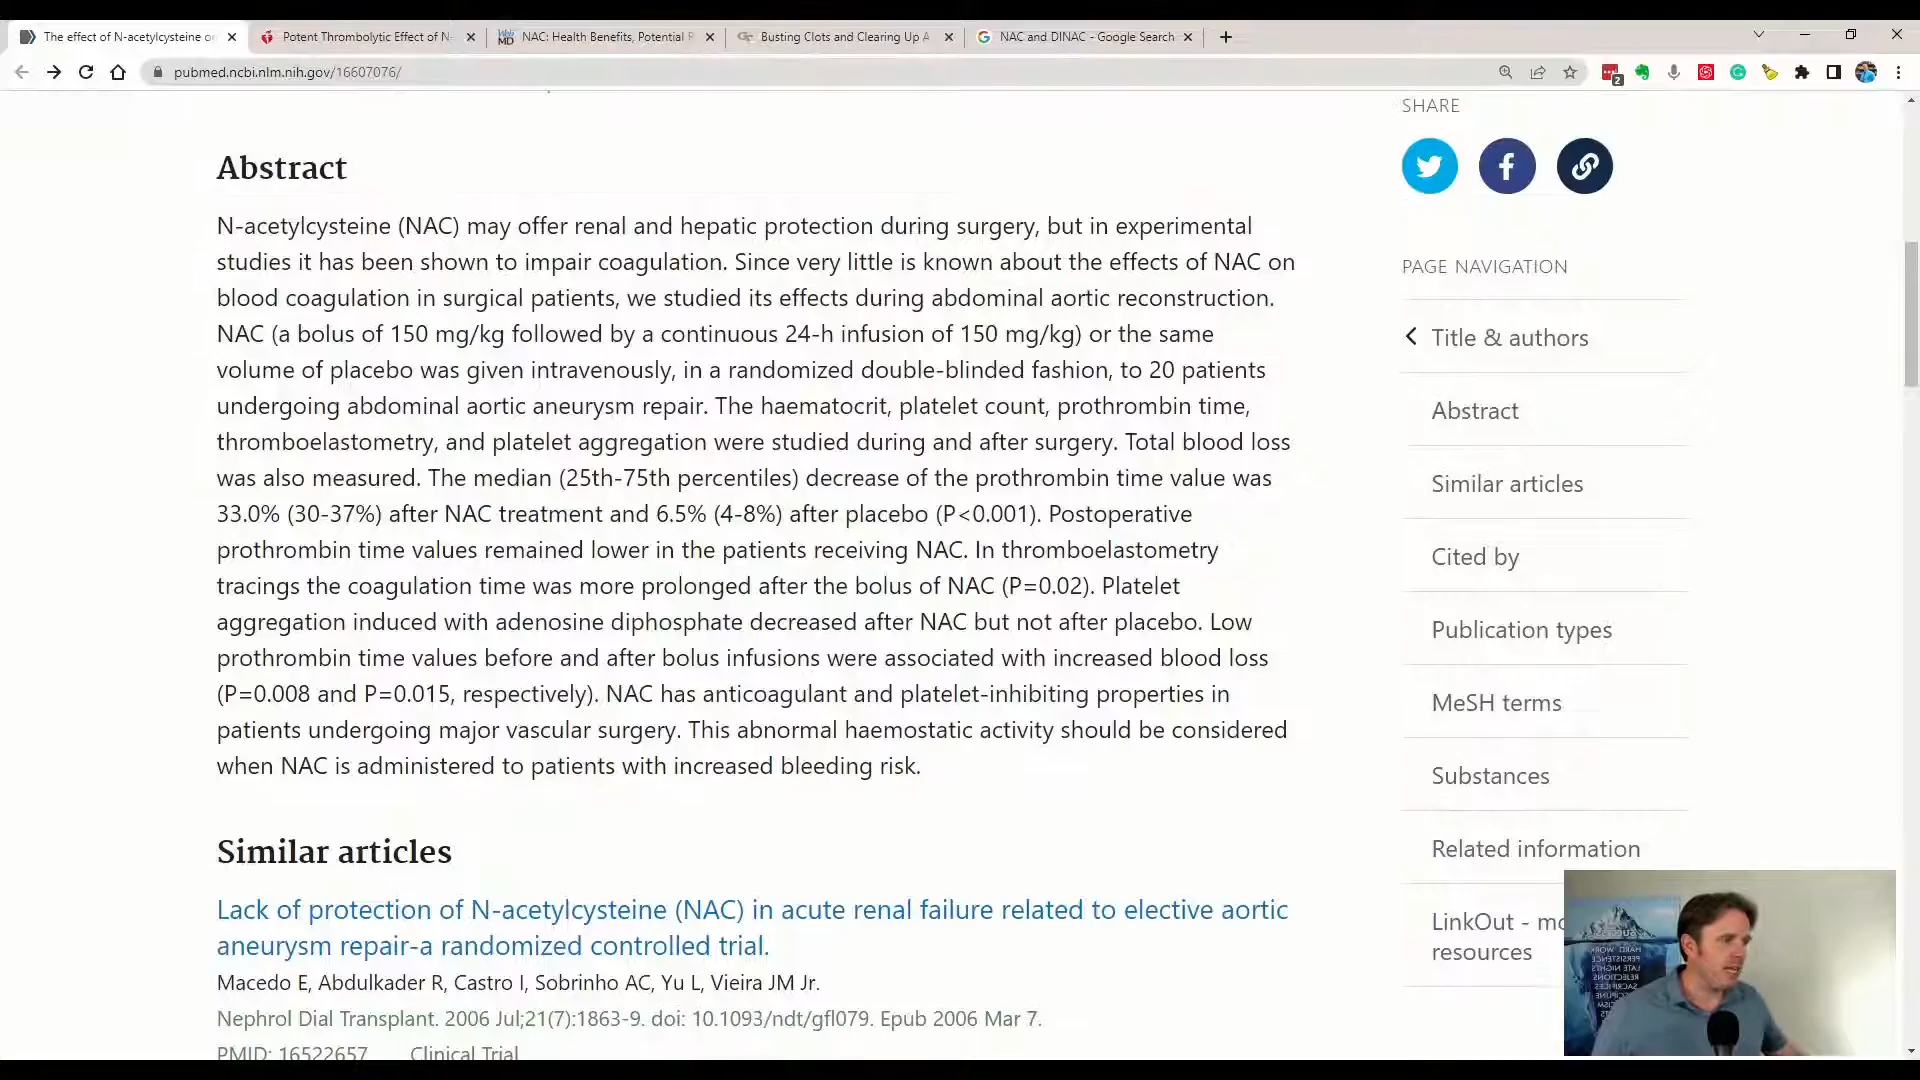 The effect of N-acetylcysteine o
Potent Thrombolytic Effect of N-
NAC: Health Benefits, Potential R
Busting Clots and Clearing Up A
NAC and DINAC - Google Search
pubmed.ncbi.nlm.nih.gov/16607076/
2
SHARE
Abstract
N-acetylcysteine (NAC) may offer renal and hepatic protection during surgery, but in experimental
studies it has been shown to impair coagulation. Since very little is known about the effects of NAC on
blood coagulation in surgical patients, we studied its effects during abdominal aortic reconstruction.
NAC (a bolus of 150 mg/kg followed by a continuous 24-h infusion of 150 mg/kg) or the same
volume of placebo was given intravenously, in a randomized double-blinded fashion, to 20 patients
undergoing abdominal aortic aneurysm repair. The haematocrit, platelet count, prothrombin time,
thromboelastometry, and platelet aggregation were studied during and after surgery. Total blood loss
was also measured. The median (25th-75th percentiles) decrease of the prothrombin time value was
33.0% (30-37%) after NAC treatment and 6.5% (4-8%) after placebo (P<0.001). Postoperative
prothrombin time values remained lower in the patients receiving NAC. In thromboelastometry
tracings the coagulation time was more prolonged after the bolus of NAC (P=0.02). Platelet
aggregation induced with adenosine diphosphate decreased after NAC but not after placebo. Low
prothrombin time values before and after bolus infusions were associated with increased blood loss
(P=0.008 and P=0.015, respectively). NAC has anticoagulant and platelet-inhibiting properties in
patients undergoing major vascular surgery. This abnormal haemostatic activity should be considered
when NAC is administered to patients with increased bleeding risk.
Similar articles
Lack of protection of N-acetylcysteine (NAC) in acute renal failure related to elective aortic
aneurysm repair-a randomized controlled trial.
Macedo E, Abdulkader R, Castro I, Sobrinho AC, Yu L, Vieira JM Jr.
Nephrol Dial Transplant. 2006 Jul;21(7):1863-9. doi: 10.1093/ndt/gfl079. Epub 2006 Mar 7.
PMID: 16522657 Clinical Trial
PAGE NAVIGATION
Title & authors
Abstract
Similar articles
Cited by
Publication types
MeSH terms
Substances
Related information
LinkOut - mo
resources
SUCCESS
HARD WORK
PERSISTENCE
LATE NIGHTS
REJECTIONS
SACRIFICES